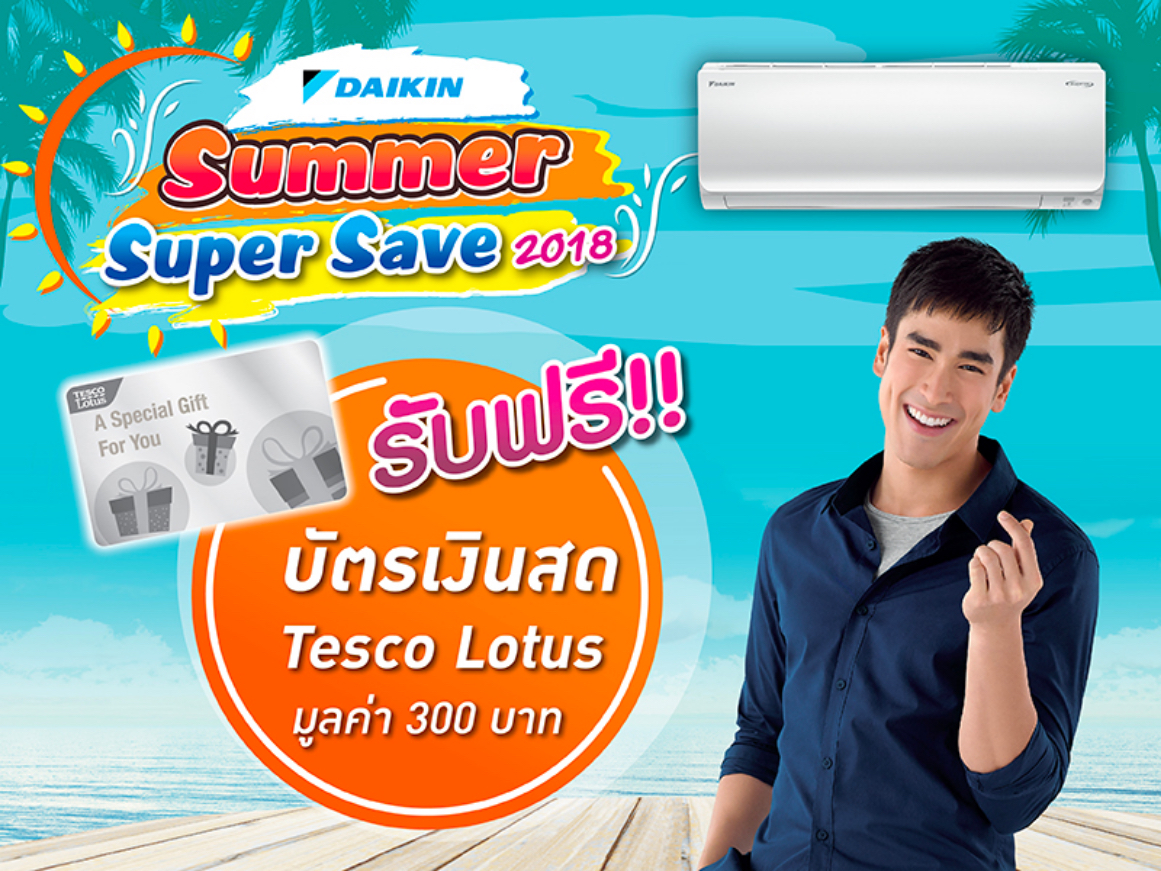 DAIKIN
Summer
Super Save 2018
DAIKIN
TESCO
Lotus
A Special Gift
For You
รับฟรี!!
บัตรเงินสด
Tesco Lotus
มูลค่า 300 บาท